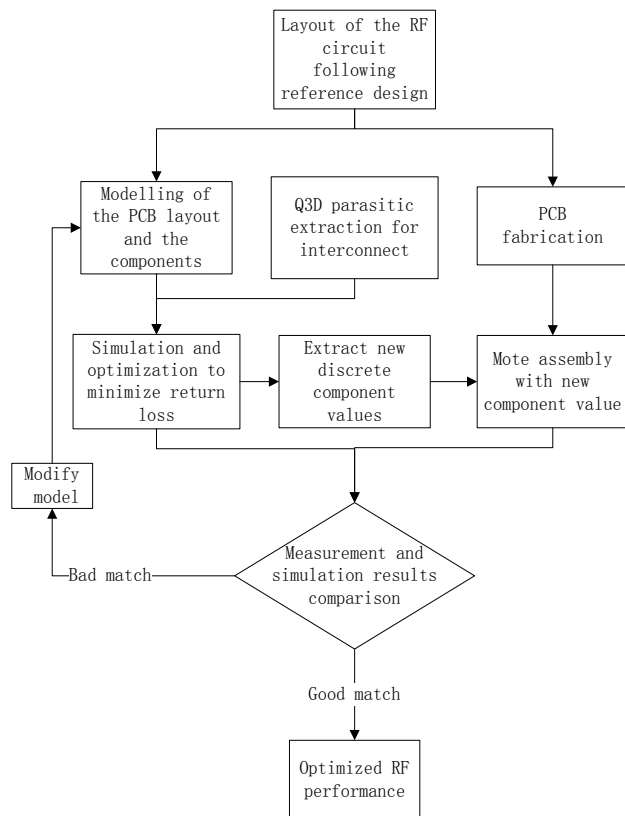 Layout of the RF
circuit
following
reference design
Modelling of
the PCB layout
and the
components
Q3D parasitic
extraction for
interconnect
PCB
fabrication
Simulation and
optimization to
minimize return
loss
Extract new
discrete
component
values
Mote assembly
with new
component value
Modify
model
Measurement and
simulation results
comparison
Bad match
Good match
Optimized RF
performance